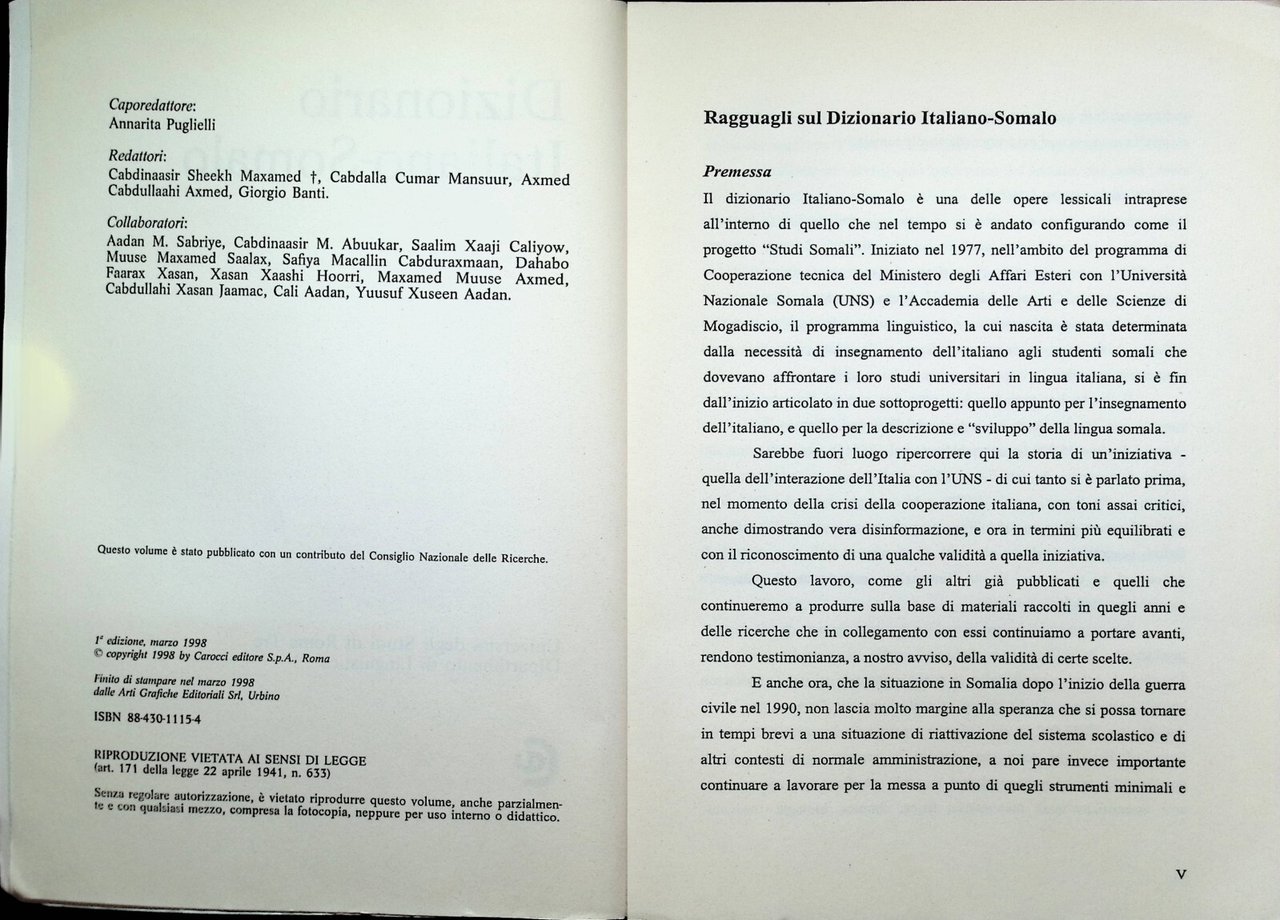 Caporedattore:
Annarita Puglielli
Redattori:
Cabdinaasir Sheekh Maxamed †, Cabdalla Cumar Mansuur, Axmed
Cabdullaahi Axmed, Giorgio Banti.
Collaboratori:
Aadan M. Sabriye, Cabdinaasir M. Abuukar, Saalim Xaaji Caliyow,
Muuse Maxamed Saalax, Safiya Macallin Cabduraxmaan, Dahabo
Faarax Xasan, Xasan Xaashi Hoorri, Maxamed Muuse Axmed,
Cabdullahi Xasan Jaamac, Cali Aadan, Yuusuf Xuseen Aadan.
Questo volume è stato pubblicato con un contributo del Consiglio Nazionale delle Ricerche.
1ª edizione, marzo 1998
© copyright 1998 by Carocci editore S.p.A., Roma
Finito di stampare nel marzo 1998
dalle Arti Grafiche Editoriali Srl, Urbino
ISBN 88-430-1115-4
RIPRODUZIONE VIETATA AI SENSI DI LEGGE
(art. 171 della legge 22 aprile 1941, n. 633)
Senza regolare autorizzazione, è vietato riprodurre questo volume, anche parzialmen-
te e con qualsiasi mezzo, compresa la fotocopia, neppure per uso interno o didattico.
Ragguagli sul Dizionario Italiano-Somalo
Premessa
Il dizionario Italiano-Somalo è una delle opere lessicali intraprese
all'interno di quello che nel tempo si è andato configurando come il
progetto “Studi Somali”. Iniziato nel 1977, nell'ambito del programma di
Cooperazione tecnica del Ministero degli Affari Esteri con l'Università
Nazionale Somala (UNS) e l'Accademia delle Arti e delle Scienze di
Mogadiscio, il programma linguistico, la cui nascita è stata determinata
dalla necessità di insegnamento dell'italiano agli studenti somali che
dovevano affrontare i loro studi universitari in lingua italiana, si è fin
dall'inizio articolato in due sottoprogetti: quello appunto per l'insegnamento
dell'italiano, e quello per la descrizione e “sviluppo” della lingua somala.
Sarebbe fuori luogo ripercorrere qui la storia di un'iniziativa -
quella dell'interazione dell'Italia con l'UNS - di cui tanto si è parlato prima,
nel momento della crisi della cooperazione italiana, con toni assai critici,
anche dimostrando vera disinformazione, e ora in termini più equilibrati e
con il riconoscimento di una qualche validità a quella iniziativa.
Questo lavoro, come gli altri già pubblicati e quelli che
continueremo a produrre sulla base di materiali raccolti in quegli anni e
delle ricerche che in collegamento con essi continuiamo a portare avanti,
rendono testimonianza, a nostro avviso, della validità di certe scelte.
E anche ora, che la situazione in Somalia dopo l'inizio della guerra
civile nel 1990, non lascia molto margine alla speranza che si possa tornare
in tempi brevi a una situazione di riattivazione del sistema scolastico e di
altri contesti di normale amministrazione, a noi pare invece importante
continuare a lavorare per la messa a punto di quegli strumenti minimali e
V